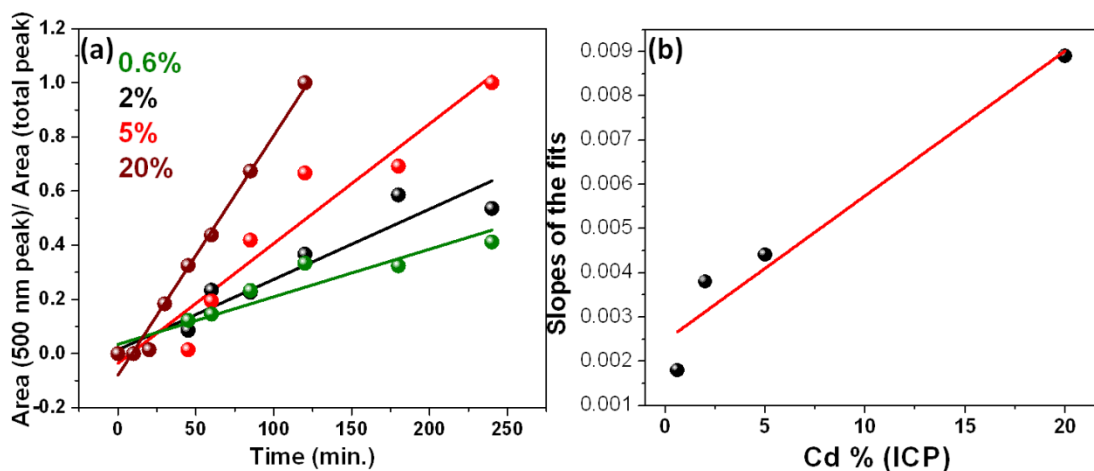 (a)
0.6%
2%
5%
20%
Area (500 nm peak)/ Area (total peak)
1.2
1.0
0.8
0.6
0.4
0.2
0.0
-0.2
0 50 100 150 200 250
Time (min.)
(b)
Slopes of the fits
0.009
0.008
0.007
0.006
0.005
0.004
0.003
0.002
0.001
0 5 10 15 20
Cd % (ICP)